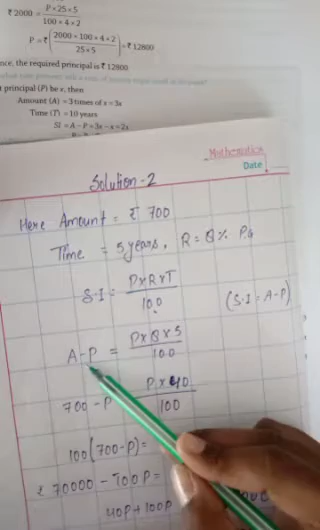 ₹ 2000 = P×25×5 / 100×4×2
P = ₹ ( 2000×100×4×2 / 25×5 ) = ₹ 12800
the required principal is ₹ 12800
principal (P) be x, then
Amount (A) = 3 times of x = 3x
Time (T) = 10 years
SI = A – P = 3x – x = 2x
Mathematics
Date
Solution-2
Here Amount = ₹ 700
Time = 5 years, R = 8% PA
S.I = P×R×T / 100
(S.I = A-P)
A-P = P×8×5 / 100
700 - P P×40 / 100
100(700-P) =
₹ 70000 - 100P =
40P + 100P